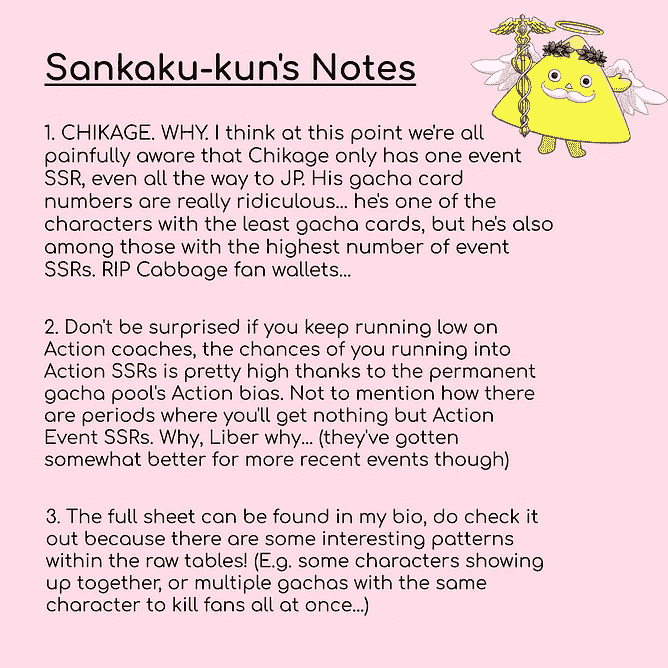 Sankaku-kun's Notes
1. CHIKAGE. WHY. I think at this point we're all
painfully aware that Chikage only has one event
SSR, even all the way to JP. His gacha card
numbers are really ridiculous... he's one of the
characters with the least gacha cards, but he's also
among those with the highest number of event
SSRs. RIP Cabbage fan wallets...
2. Don't be surprised if you keep running low on
Action coaches, the chances of you running into
Action SSRs is pretty high thanks to the permanent
gacha pool's Action bias. Not to mention how there
are periods where you'll get nothing but Action
Event SSRs. Why, Liber why... (they've gotten
somewhat better for more recent events though)
3. The full sheet can be found in my bio, do check it
out because there are some interesting patterns
within the raw tables! (E.g. some characters showing
up together, or multiple gachas with the same
character to kill fans all at once...)